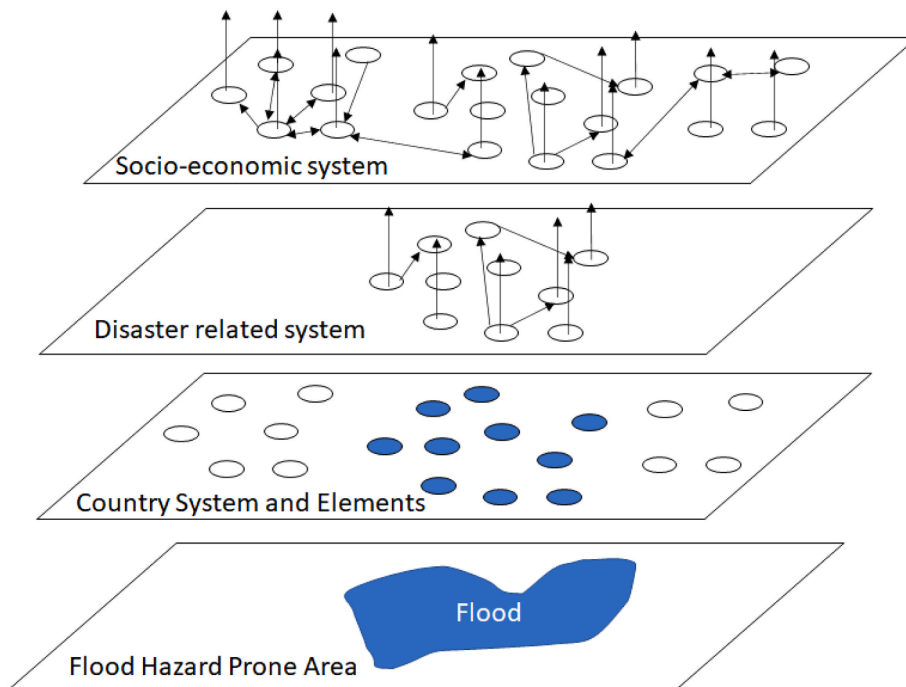 Socio-economic system
Disaster related system
Country System and Elements
Flood
Flood Hazard Prone Area